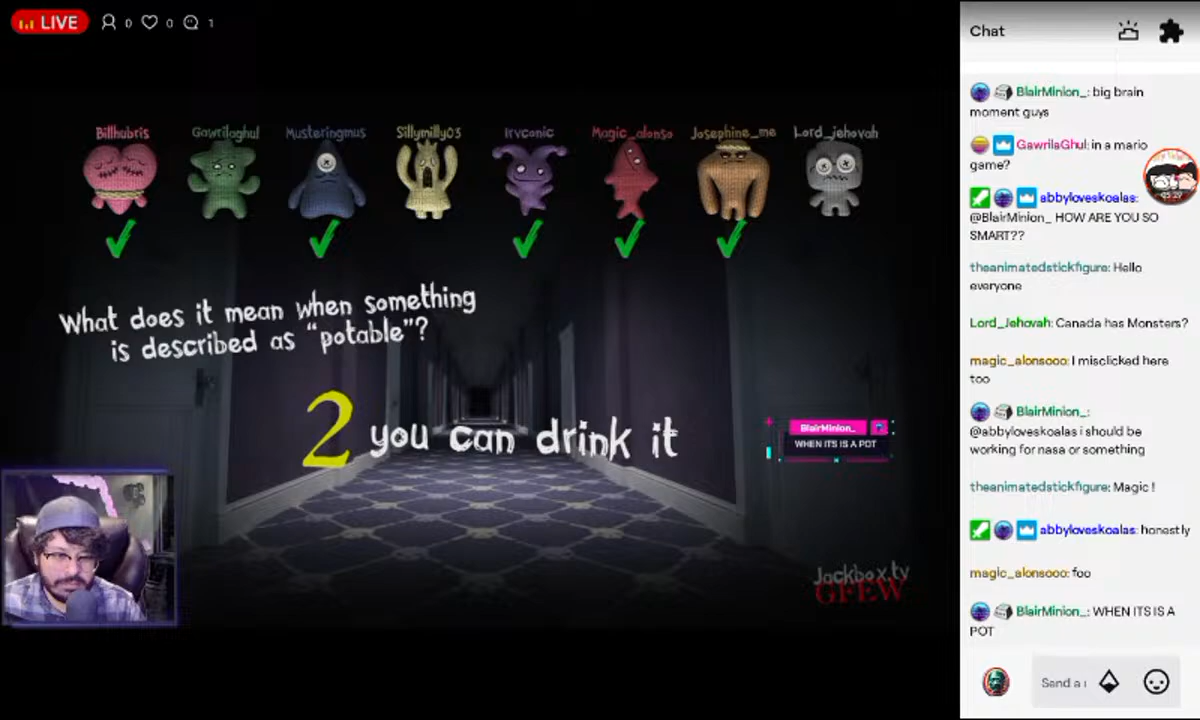 LIVE 0 0 1
Billhubris Gawrilaghul Musteringmus Sillymilly03 Irvconic Magic_alonso Josephine_me Lord_jehovah
What does it mean when something
is described as "potable"?
2 you can drink it
BlairMinion_
WHEN ITS IS A POT
Jackbox.tv
GFEW
Chat
BlairMinion_: big brain
moment guys
GawrilaGhul: in a mario
game?
abbyloveskoalas:
@BlairMinion_ HOW ARE YOU SO
SMART??
theanimatedstickfigure: Hello
everyone
Lord_Jehovah: Canada has Monsters?
magic_alonsooo: I misclicked here
too
BlairMinion_:
@abbyloveskoalas i should be
working for nasa or something
theanimatedstickfigure: Magic !
abbyloveskoalas: honestly
magic_alonsooo: foo
BlairMinion_: WHEN ITS IS A
POT
Send a